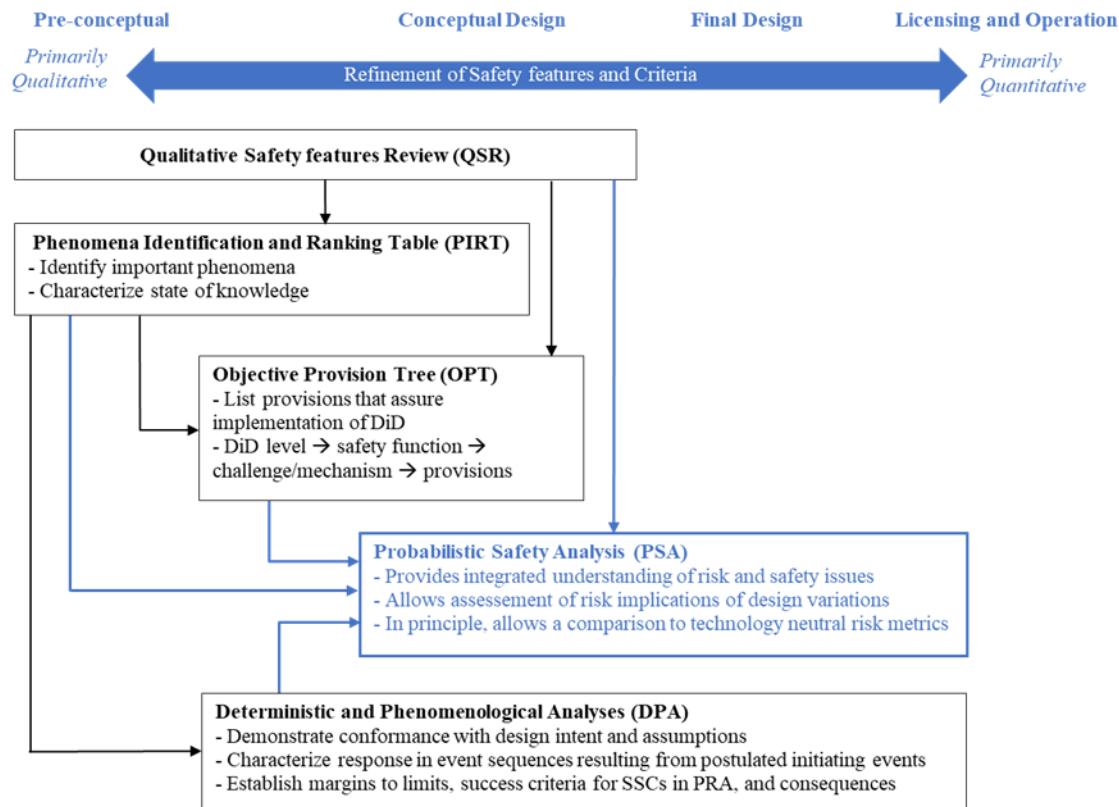 Pre-conceptual Conceptual Design Final Design Licensing and Operation
Primarily
Qualitative
Refinement of Safety features and Criteria
Primarily
Quantitative
Qualitative Safety features Review (QSR)
Phenomena Identification and Ranking Table (PIRT)
- Identify important phenomena
- Characterize state of knowledge
Objective Provision Tree (OPT)
- List provisions that assure
implementation of DiD
- DiD level → safety function →
challenge/mechanism → provisions
Probabilistic Safety Analysis (PSA)
- Provides integrated understanding of risk and safety issues
- Allows assessment of risk implications of design variations
- In principle, allows a comparison to technology neutral risk metrics
Deterministic and Phenomenological Analyses (DPA)
- Demonstrate conformance with design intent and assumptions
- Characterize response in event sequences resulting from postulated initiating events
- Establish margins to limits, success criteria for SSCs in PRA, and consequences